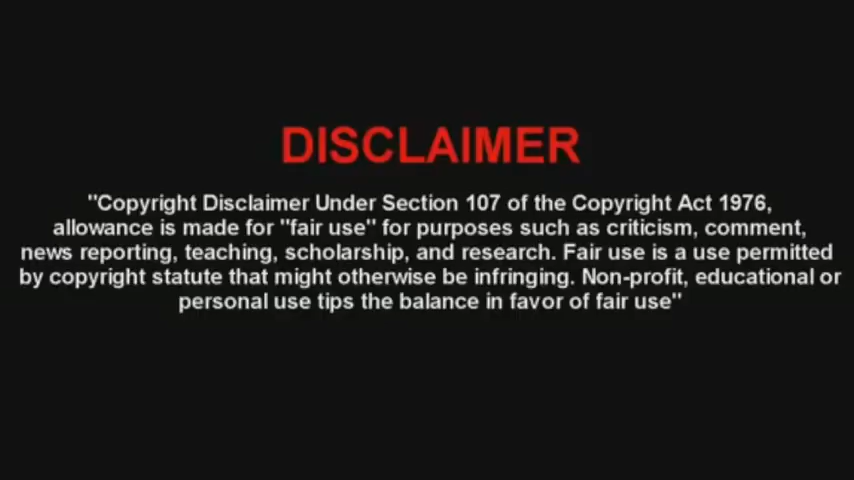 DISCLAIMER
"Copyright Disclaimer Under Section 107 of the Copyright Act 1976,
allowance is made for "fair use" for purposes such as criticism, comment,
news reporting, teaching, scholarship, and research. Fair use is a use permitted
by copyright statute that might otherwise be infringing. Non-profit, educational or
personal use tips the balance in favor of fair use"